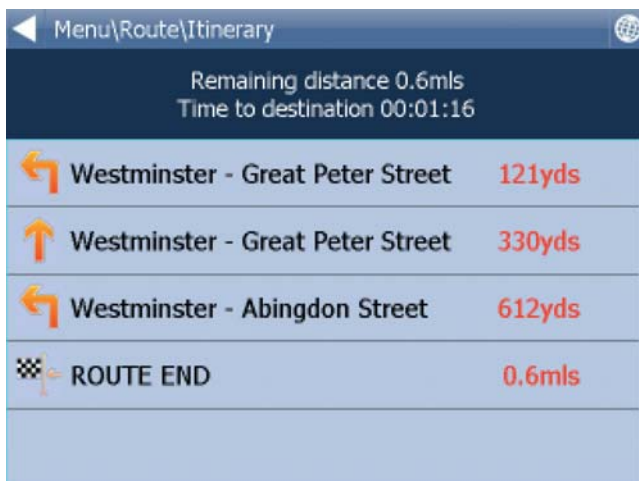 Menu\Route\Itinerary
Remaining distance 0.6mls
Time to destination 00:01:16
Westminster - Great Peter Street 121yds
Westminster - Great Peter Street 330yds
Westminster - Abingdon Street 612yds
ROUTE END 0.6mls